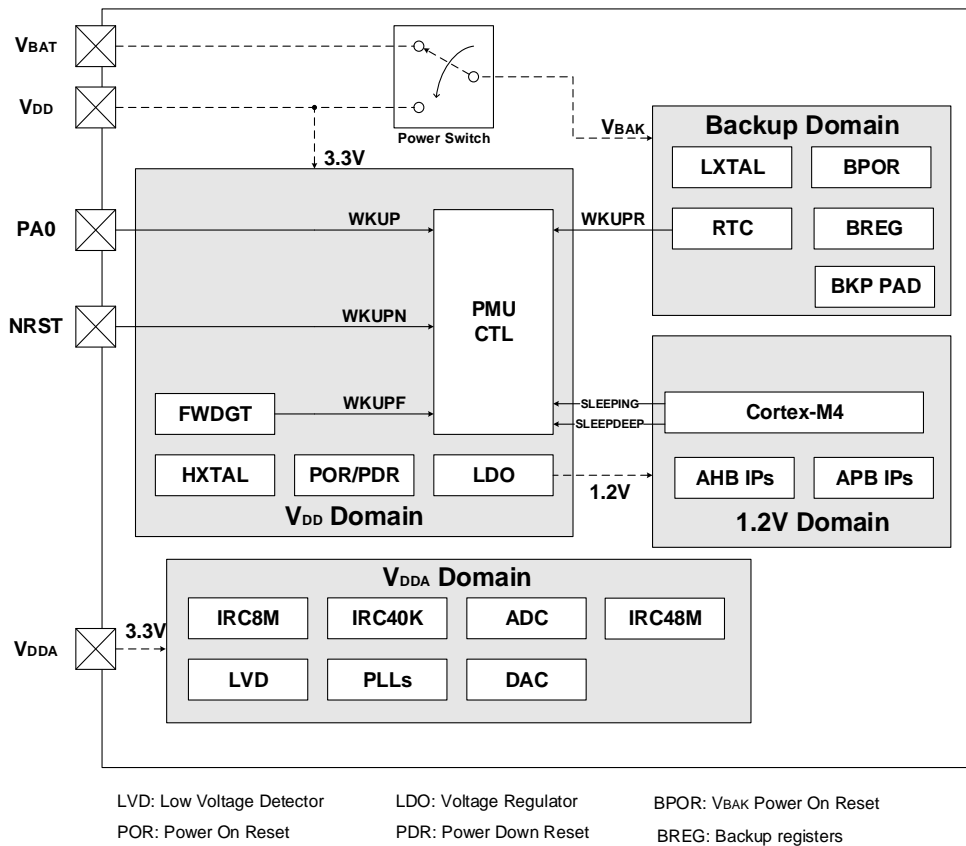 VBAT
VDD
Power Switch
3.3V
VBAK
Backup Domain
LXTAL
BPOR
RTC
BREG
BKP PAD
PA0
WKUP
WKUPR
NRST
WKUPN
PMU
CTL
FWDGT
WKUPF
SLEEPING
SLEEPDEEP
Cortex-M4
HXTAL
POR/PDR
LDO
1.2V
AHB IPs
APB IPs
VDD Domain
1.2V Domain
VDDA Domain
VDDA
3.3V
IRC8M
IRC40K
ADC
IRC48M
LVD
PLLs
DAC
LVD: Low Voltage Detector
LDO: Voltage Regulator
BPOR: VBAK Power On Reset
POR: Power On Reset
PDR: Power Down Reset
BREG: Backup registers